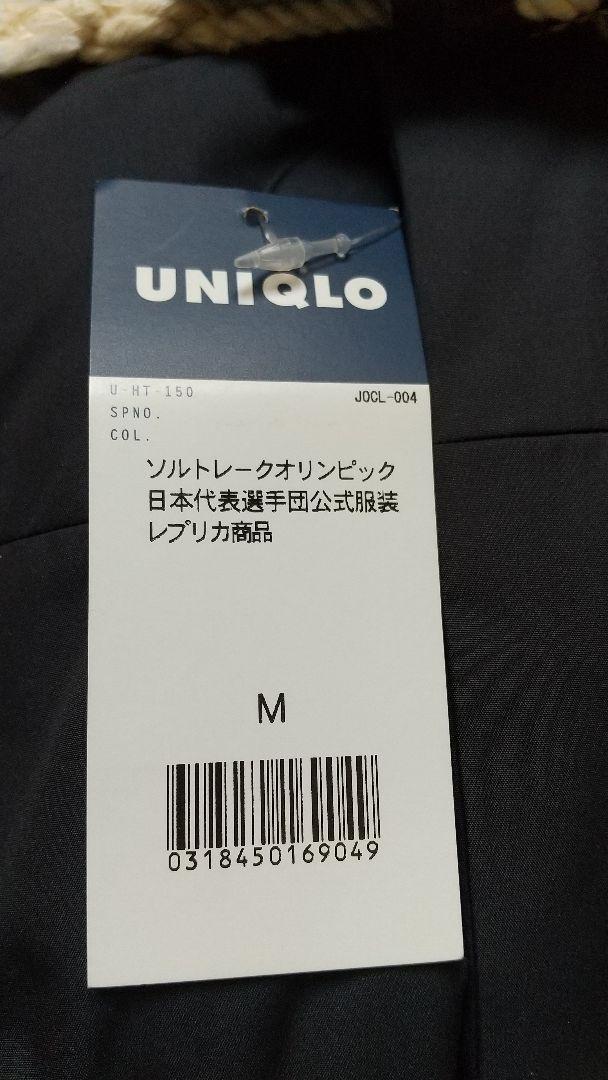 UNIQLO
U-HT-150
JOCL-004
SPNO.
COL.
ソルトレークオリンピック
日本代表選手団公式服装
レプリカ商品
M
0318450169049